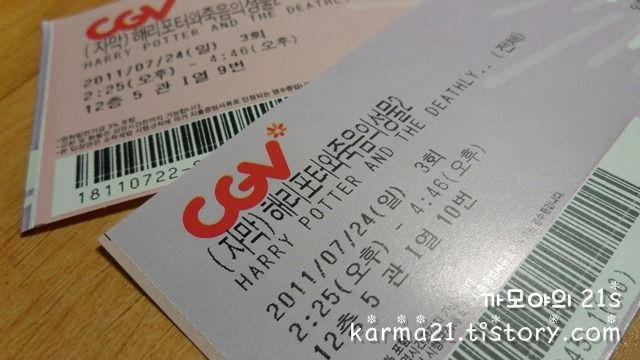 CGV
(자막)해리포터와죽음의성물2
HARRY POTTER AND THE DEATHLY..
2011/07/24(일) 3회
2:25(오후) - 4:46(오후)
12층 5 관 I열 9번
18110722-
CGV
(자막)해리포터와죽음의성물2
HARRY POTTER AND THE DEATHLY.. (전체)
2011/07/24(일) 3회
2:25(오후) - 4:46(오후)
12층 5 관 I열 10번
까모야의 21s
karma21.tistory.com